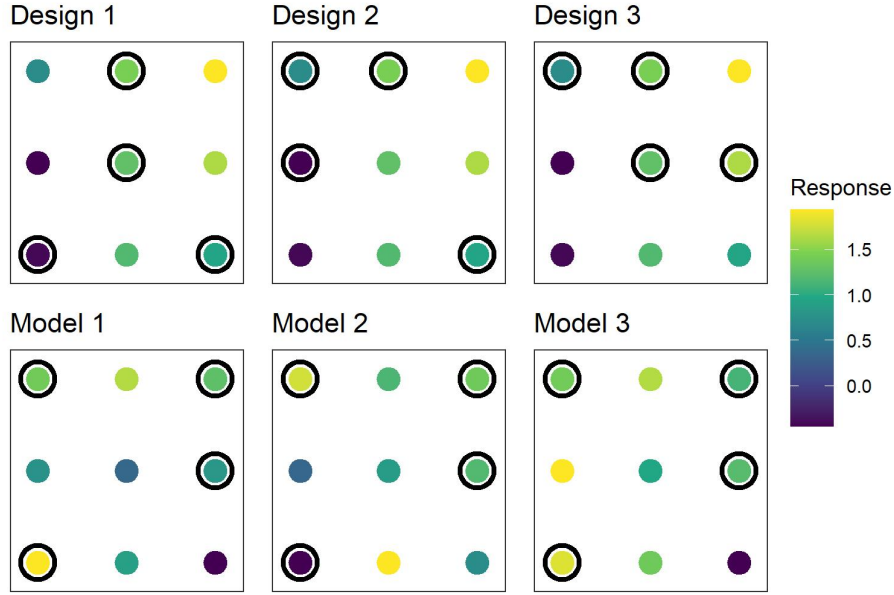 Design 1
Design 2
Design 3
Response
1.5
1.0
0.5
0.0
Model 1
Model 2
Model 3